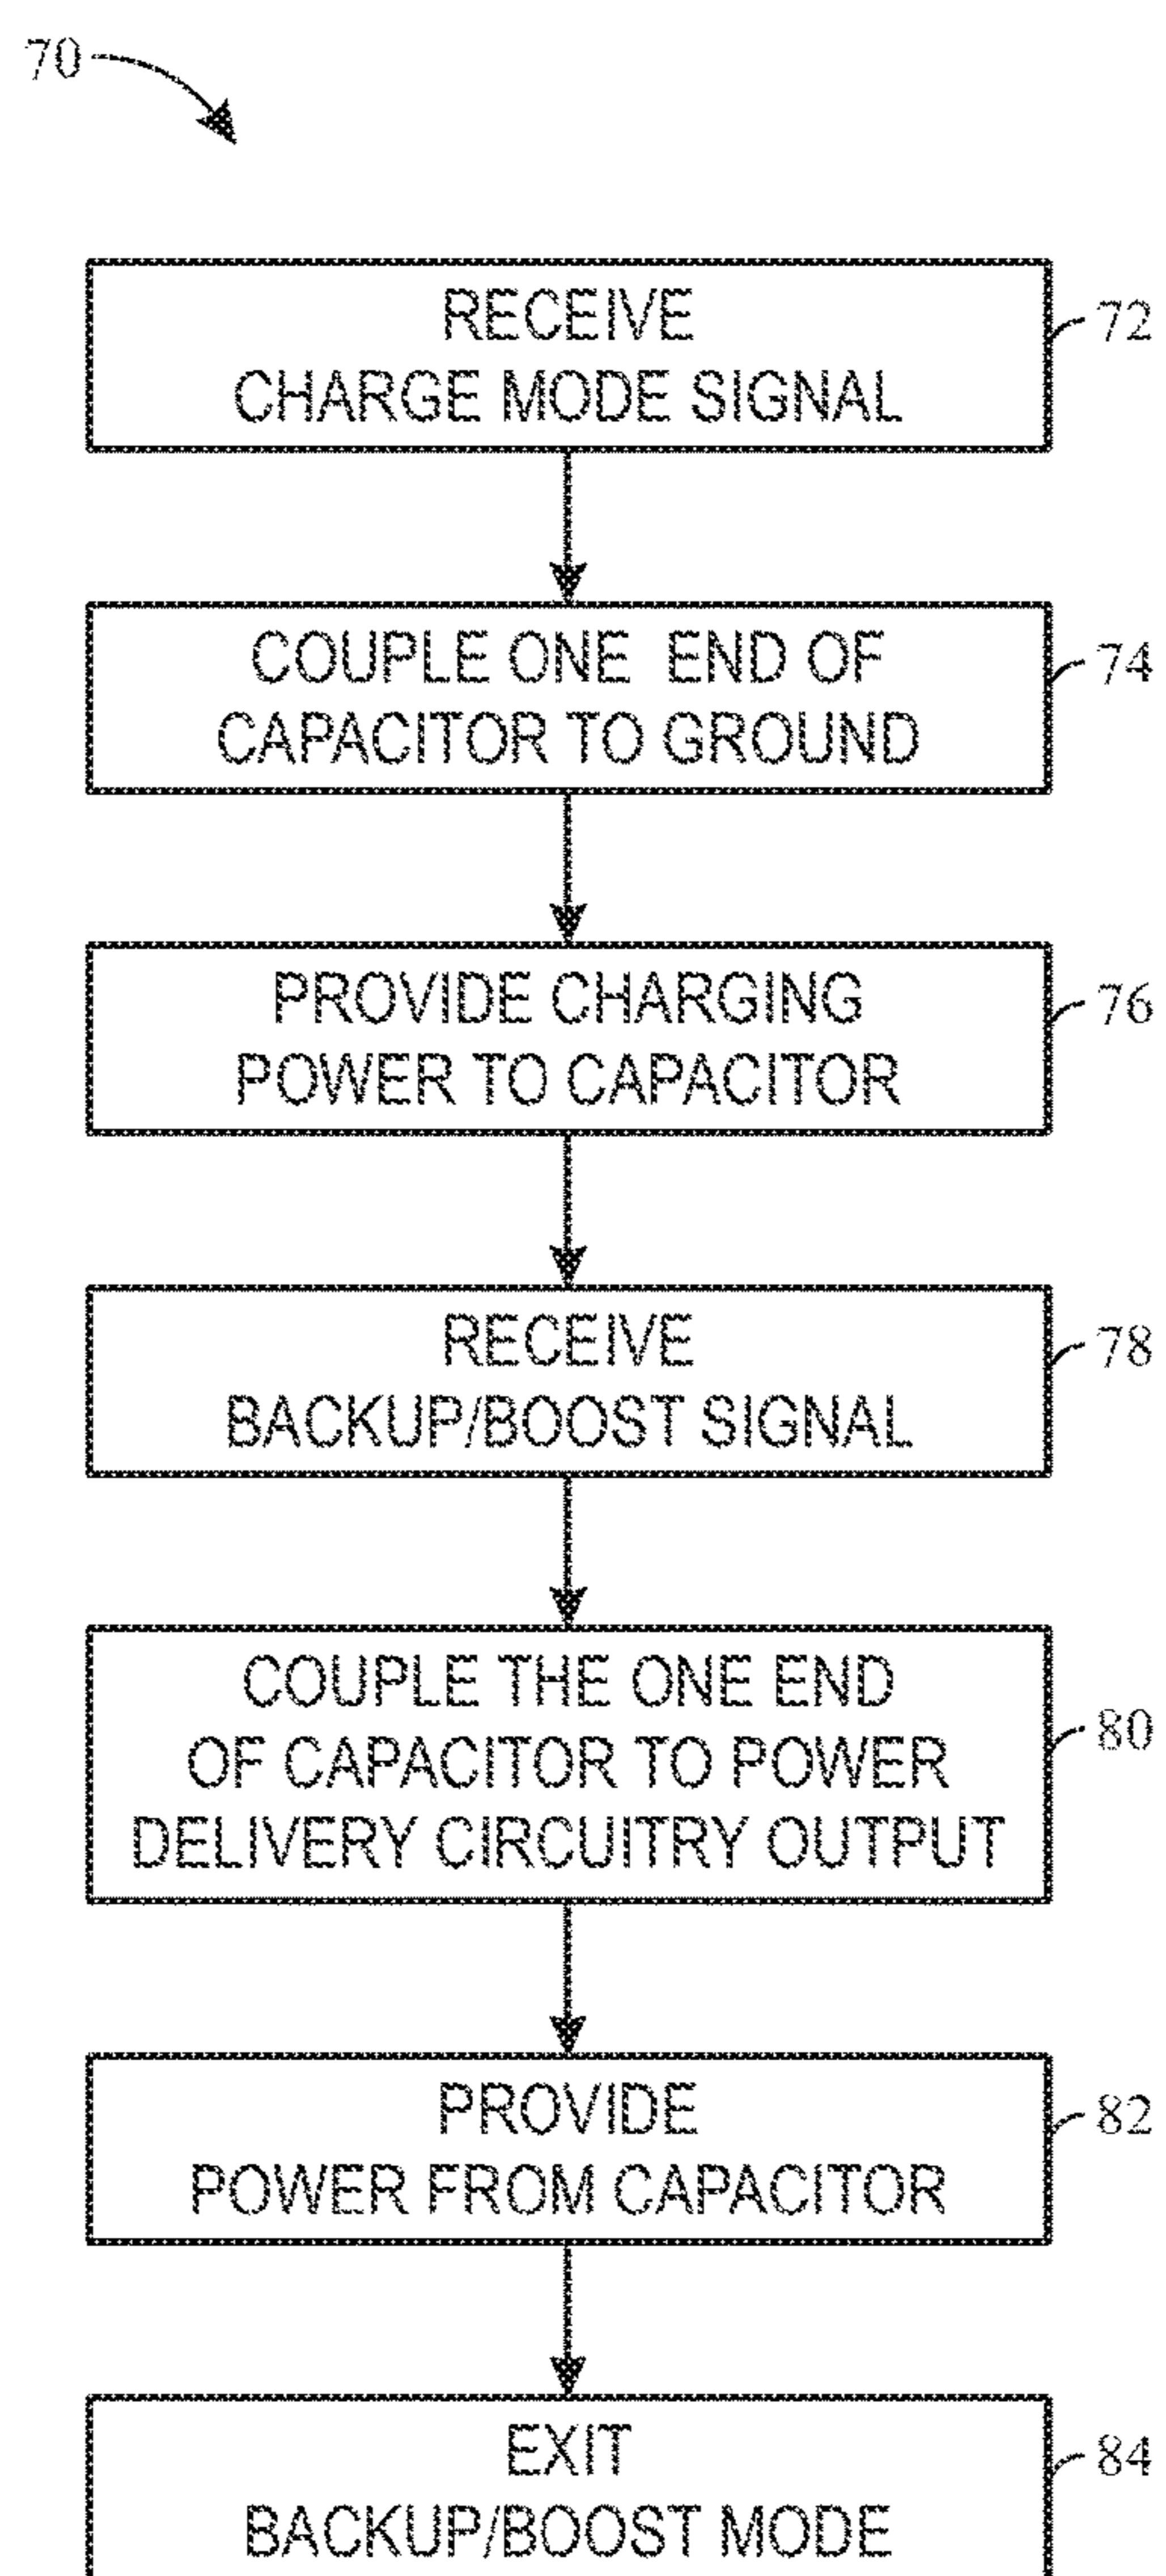 70
RECEIVE
CHARGE MODE SIGNAL
72
COUPLE ONE END OF
CAPACITOR TO GROUND
74
PROVIDE CHARGING
POWER TO CAPACITOR
76
RECEIVE
BACKUP/BOOST SIGNAL
78
COUPLE THE ONE END
OF CAPACITOR TO POWER
DELIVERY CIRCUITRY OUTPUT
80
PROVIDE
POWER FROM CAPACITOR
82
EXIT
BACKUP/BOOST MODE
84